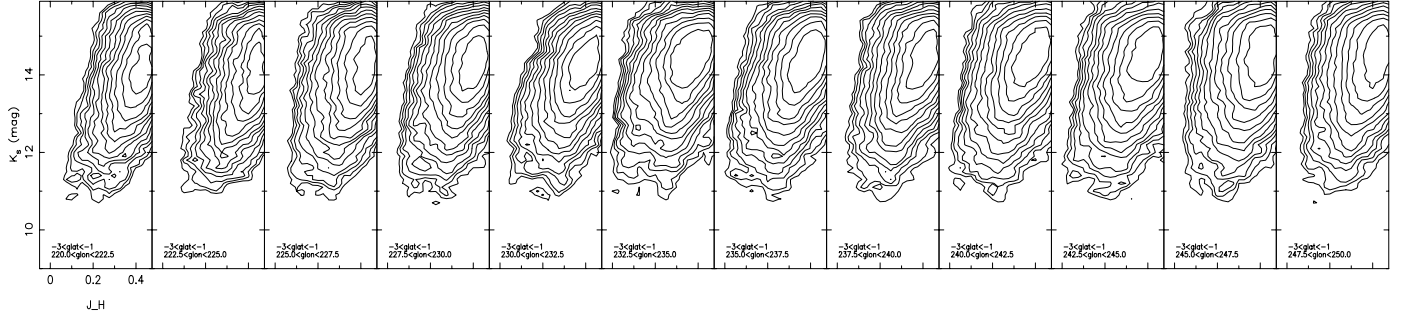 14
12
10
K_s (mag)
-3<glat<-1
220.0<glon<222.5
-3<glat<-1
222.5<glon<225.0
-3<glat<-1
225.0<glon<227.5
-3<glat<-1
227.5<glon<230.0
-3<glat<-1
230.0<glon<232.5
-3<glat<-1
232.5<glon<235.0
-3<glat<-1
235.0<glon<237.5
-3<glat<-1
237.5<glon<240.0
-3<glat<-1
240.0<glon<242.5
-3<glat<-1
242.5<glon<245.0
-3<glat<-1
245.0<glon<247.5
-3<glat<-1
247.5<glon<250.0
0 0.2 0.4
J_H